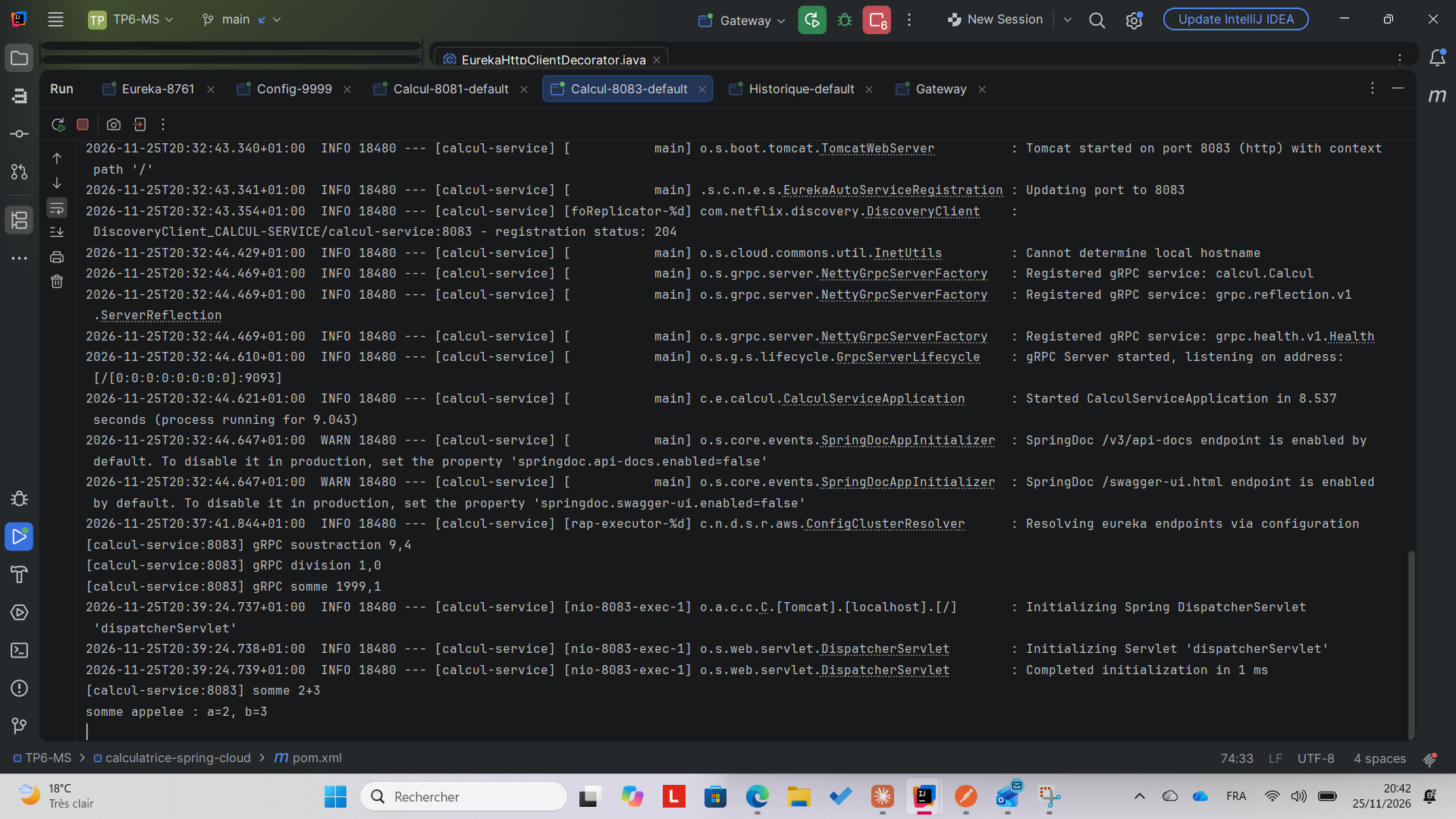 TP TP6-MS main Gateway 6 New Session Update IntelliJ IDEA
EurekaHttpClientDecorator.java
Run Eureka-8761 Config-9999 Calcul-8081-default Calcul-8083-default Historique-default Gateway
2026-11-25T20:32:43.340+01:00  INFO 18480 --- [calcul-service] [           main] o.s.boot.tomcat.TomcatWebServer          : Tomcat started on port 8083 (http) with context
path '/'
2026-11-25T20:32:43.341+01:00  INFO 18480 --- [calcul-service] [           main] .s.c.n.e.s.EurekaAutoServiceRegistration : Updating port to 8083
2026-11-25T20:32:43.354+01:00  INFO 18480 --- [calcul-service] [foReplicator-%d] com.netflix.discovery.DiscoveryClient    :
DiscoveryClient_CALCUL-SERVICE/calcul-service:8083 - registration status: 204
2026-11-25T20:32:44.429+01:00  INFO 18480 --- [calcul-service] [           main] o.s.cloud.commons.util.InetUtils         : Cannot determine local hostname
2026-11-25T20:32:44.469+01:00  INFO 18480 --- [calcul-service] [           main] o.s.grpc.server.NettyGrpcServerFactory   : Registered gRPC service: calcul.Calcul
2026-11-25T20:32:44.469+01:00  INFO 18480 --- [calcul-service] [           main] o.s.grpc.server.NettyGrpcServerFactory   : Registered gRPC service: grpc.reflection.v1
.ServerReflection
2026-11-25T20:32:44.469+01:00  INFO 18480 --- [calcul-service] [           main] o.s.grpc.server.NettyGrpcServerFactory   : Registered gRPC service: grpc.health.v1.Health
2026-11-25T20:32:44.610+01:00  INFO 18480 --- [calcul-service] [           main] o.s.g.s.lifecycle.GrpcServerLifecycle    : gRPC Server started, listening on address:
[/[0:0:0:0:0:0:0:0]:9093]
2026-11-25T20:32:44.621+01:00  INFO 18480 --- [calcul-service] [           main] c.e.calcul.CalculServiceApplication      : Started CalculServiceApplication in 8.537
seconds (process running for 9.043)
2026-11-25T20:32:44.647+01:00  WARN 18480 --- [calcul-service] [           main] o.s.core.events.SpringDocAppInitializer  : SpringDoc /v3/api-docs endpoint is enabled by
default. To disable it in production, set the property 'springdoc.api-docs.enabled=false'
2026-11-25T20:32:44.647+01:00  WARN 18480 --- [calcul-service] [           main] o.s.core.events.SpringDocAppInitializer  : SpringDoc /swagger-ui.html endpoint is enabled
by default. To disable it in production, set the property 'springdoc.swagger-ui.enabled=false'
2026-11-25T20:37:41.844+01:00  INFO 18480 --- [calcul-service] [rap-executor-%d] c.n.d.s.r.aws.ConfigClusterResolver      : Resolving eureka endpoints via configuration
[calcul-service:8083] gRPC soustraction 9,4
[calcul-service:8083] gRPC division 1,0
[calcul-service:8083] gRPC somme 1999,1
2026-11-25T20:39:24.737+01:00  INFO 18480 --- [calcul-service] [nio-8083-exec-1] o.a.c.c.C.[Tomcat].[localhost].[/]       : Initializing Spring DispatcherServlet
'dispatcherServlet'
2026-11-25T20:39:24.738+01:00  INFO 18480 --- [calcul-service] [nio-8083-exec-1] o.s.web.servlet.DispatcherServlet        : Initializing Servlet 'dispatcherServlet'
2026-11-25T20:39:24.739+01:00  INFO 18480 --- [calcul-service] [nio-8083-exec-1] o.s.web.servlet.DispatcherServlet        : Completed initialization in 1 ms
[calcul-service:8083] somme 2+3
somme appelee : a=2, b=3
TP6-MS > calculatrice-spring-cloud > m pom.xml 74:33 LF UTF-8 4 spaces
18°C
Très clair
Rechercher
FRA
20:42
25/11/2026